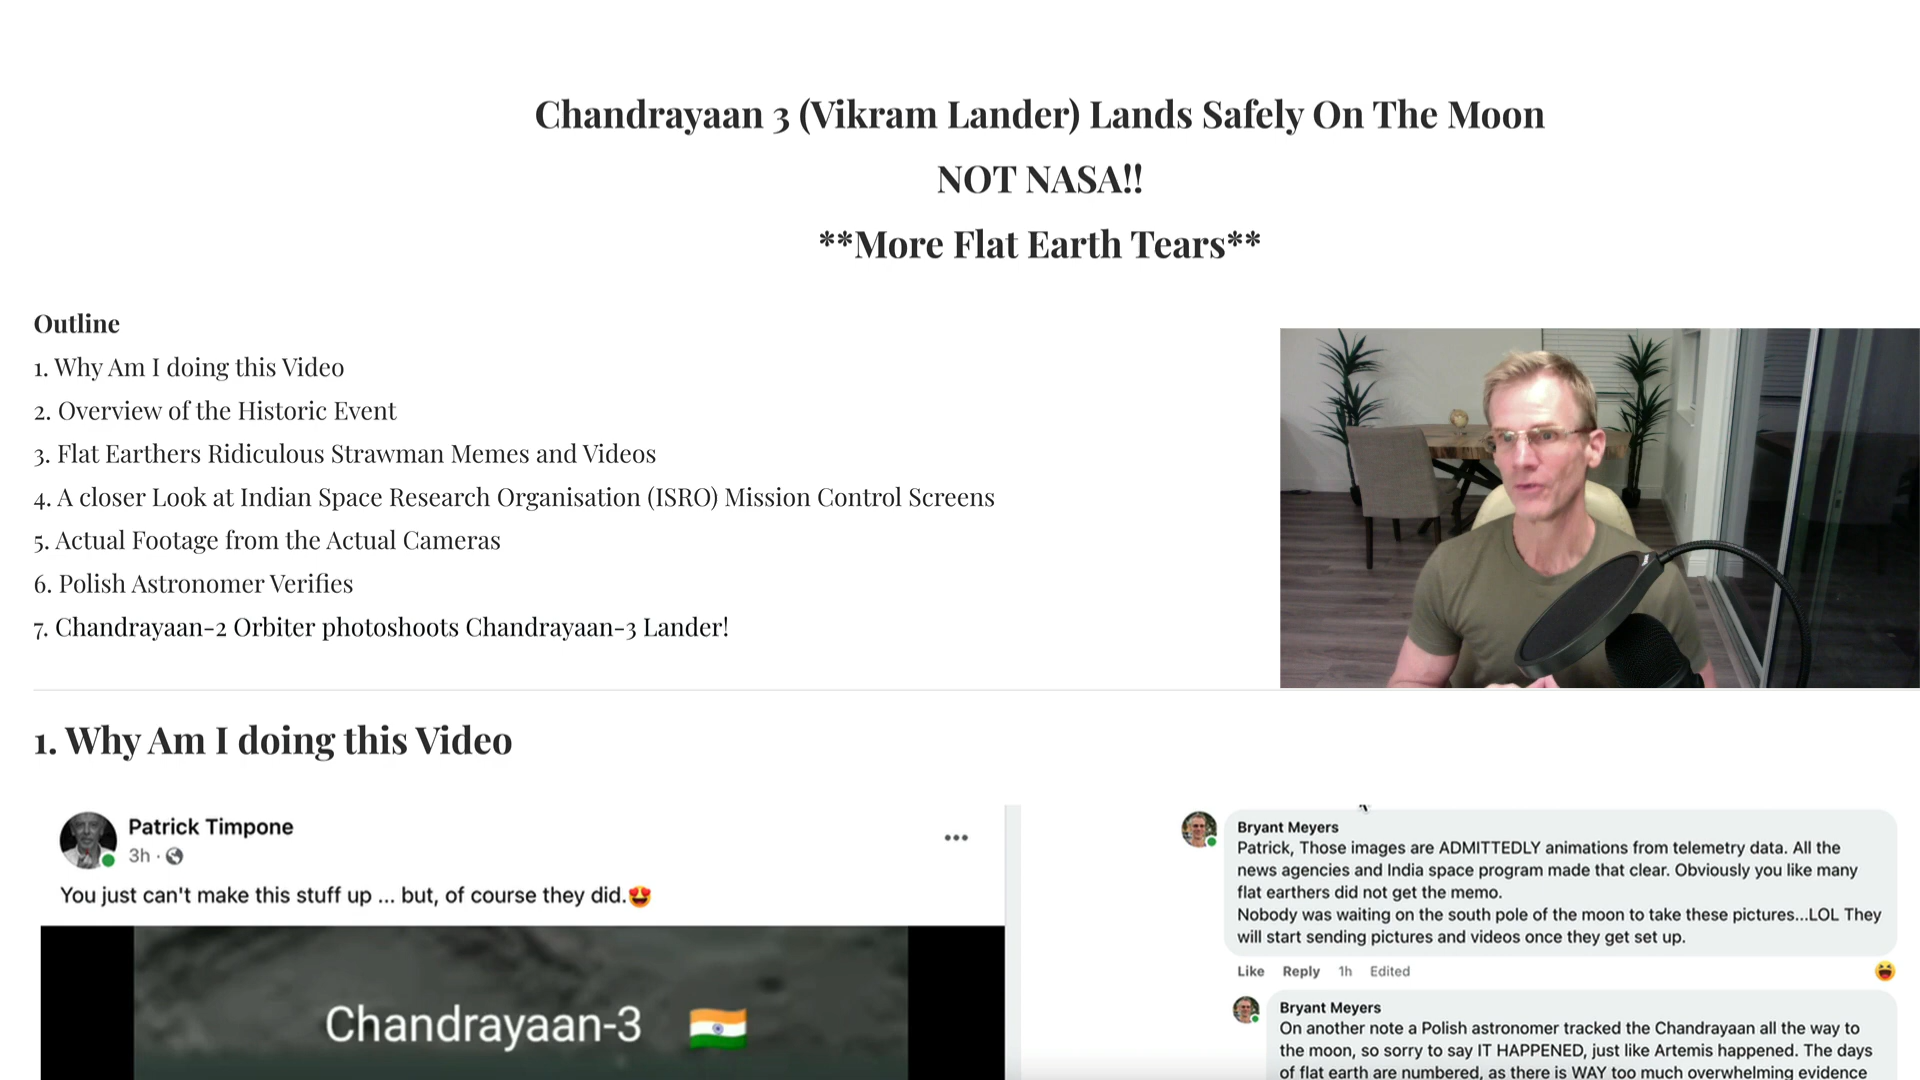 Chandrayaan 3 (Vikram Lander) Lands Safely On The Moon
NOT NASA!!
**More Flat Earth Tears**
Outline
1. Why Am I doing this Video
2. Overview of the Historic Event
3. Flat Earthers Ridiculous Strawman Memes and Videos
4. A closer Look at Indian Space Research Organisation (ISRO) Mission Control Screens
5. Actual Footage from the Actual Cameras
6. Polish Astronomer Verifies
7. Chandrayaan-2 Orbiter photoshoots Chandrayaan-3 Lander!
1. Why Am I doing this Video
Patrick Timpone
3h ·
You just can't make this stuff up ... but, of course they did.😍
Chandrayaan-3 🇮🇳
Bryant Meyers
Patrick, Those images are ADMITTEDLY animations from telemetry data. All the
news agencies and India space program made that clear. Obviously you like many
flat earthers did not get the memo.
Nobody was waiting on the south pole of the moon to take these pictures...LOL They
will start sending pictures and videos once they get set up.
Like Reply 1h Edited
Bryant Meyers
On another note a Polish astronomer tracked the Chandrayaan all the way to
the moon, so sorry to say IT HAPPENED, just like Artemis happened. The days
of flat earth are numbered, as there is WAY too much overwhelming evidence